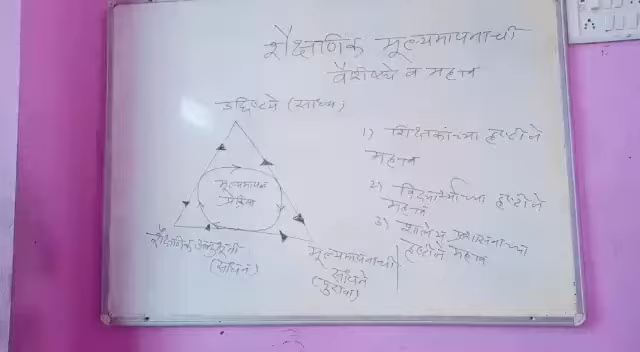 शैक्षणिक मूल्यमापनाची
वैशिष्ट्ये व महत्व
उद्दिष्टये (साध्य)
मूल्यमापन
प्रक्रिया
शैक्षणिक अनुभूती
(साधन)
मूल्यमापनाची
साधने
(पुरावा)
1) शिक्षकांच्या दृष्टीने
महत्व
2) विद्यार्थ्यांच्या दृष्टीने
महत्व
3) शालेय प्रशासनाच्या
दृष्टीने महत्व